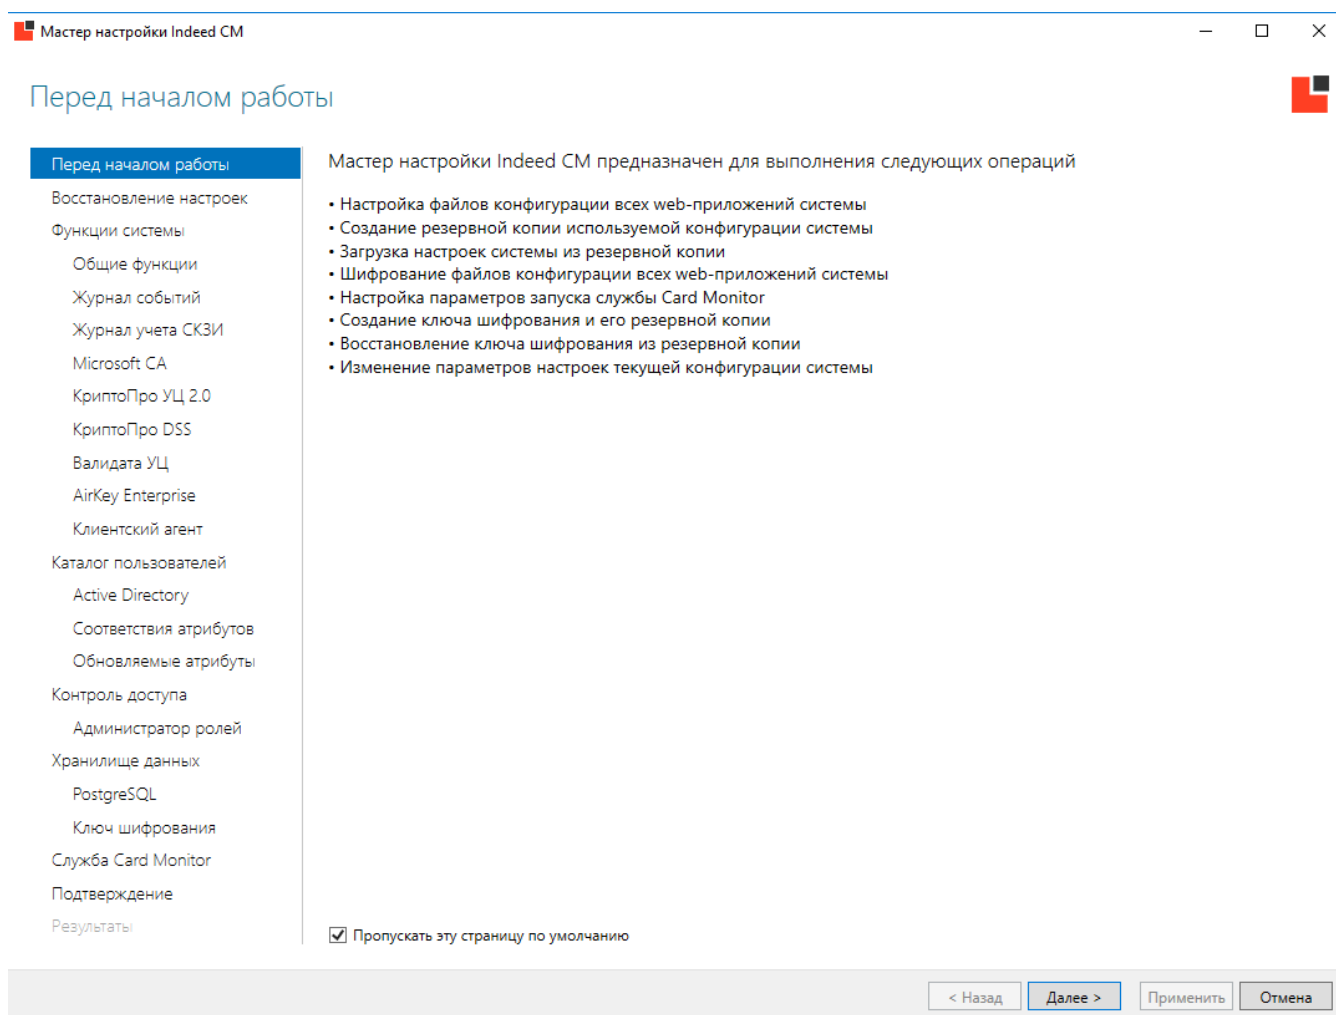 Мастер настройки Indeed CM
Перед началом работы
Перед началом работы
Восстановление настроек
Функции системы
Общие функции
Журнал событий
Журнал учета СКЗИ
Microsoft CA
КриптоПро УЦ 2.0
КриптоПро DSS
Валидата УЦ
AirKey Enterprise
Клиентский агент
Каталог пользователей
Active Directory
Соответствия атрибутов
Обновляемые атрибуты
Контроль доступа
Администратор ролей
Хранилище данных
PostgreSQL
Ключ шифрования
Служба Card Monitor
Подтверждение
Результаты
Мастер настройки Indeed CM предназначен для выполнения следующих операций
• Настройка файлов конфигурации всех web-приложений системы
• Создание резервной копии используемой конфигурации системы
• Загрузка настроек системы из резервной копии
• Шифрование файлов конфигурации всех web-приложений системы
• Настройка параметров запуска службы Card Monitor
• Создание ключа шифрования и его резервной копии
• Восстановление ключа шифрования из резервной копии
• Изменение параметров настроек текущей конфигурации системы
Пропускать эту страницу по умолчанию
< Назад
Далее >
Применить
Отмена